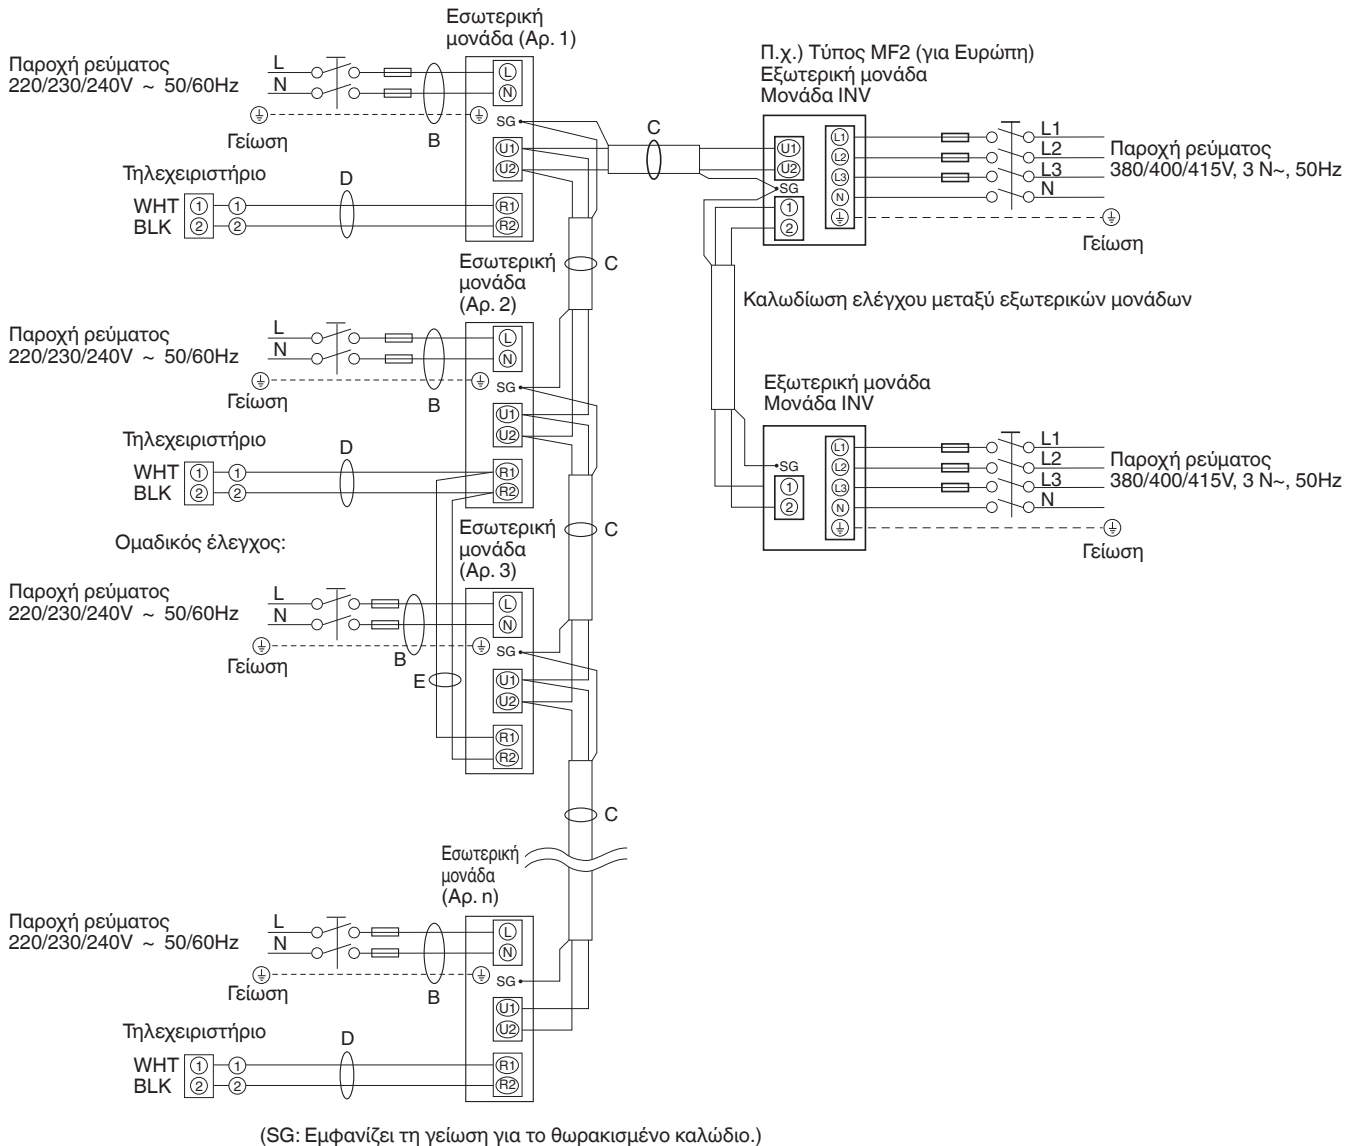 Εσωτερική
μονάδα (Αρ. 1)
Παροχή ρεύματος
220/230/240V ~ 50/60Hz
L
N
Γείωση
B
L
N
SG
U1
U2
R1
R2
Τηλεχειριστήριο
WHT 1 1
BLK 2 2
D
C
Π.χ.) Τύπος MF2 (για Ευρώπη)
Εξωτερική μονάδα
Μονάδα INV
U1
U2
SG
1
2
L1
L2
L3
N
L1
L2
L3
N
Παροχή ρεύματος
380/400/415V, 3 N~, 50Hz
Γείωση
Καλωδίωση ελέγχου μεταξύ εξωτερικών μονάδων
Εσωτερική
μονάδα
(Αρ. 2)
C
Παροχή ρεύματος
220/230/240V ~ 50/60Hz
L
N
Γείωση
B
L
N
SG
U1
U2
R1
R2
Τηλεχειριστήριο
WHT 1 1
BLK 2 2
D
Εξωτερική μονάδα
Μονάδα INV
SG
1
2
L1
L2
L3
N
L1
L2
L3
N
Παροχή ρεύματος
380/400/415V, 3 N~, 50Hz
Γείωση
Ομαδικός έλεγχος:
Εσωτερική
μονάδα
(Αρ. 3)
C
Παροχή ρεύματος
220/230/240V ~ 50/60Hz
L
N
Γείωση
B
E
L
N
SG
U1
U2
R1
R2
C
Εσωτερική
μονάδα
(Αρ. n)
Παροχή ρεύματος
220/230/240V ~ 50/60Hz
L
N
Γείωση
B
L
N
SG
U1
U2
R1
R2
Τηλεχειριστήριο
WHT 1 1
BLK 2 2
D
(SG: Εμφανίζει τη γείωση για το θωρακισμένο καλώδιο.)